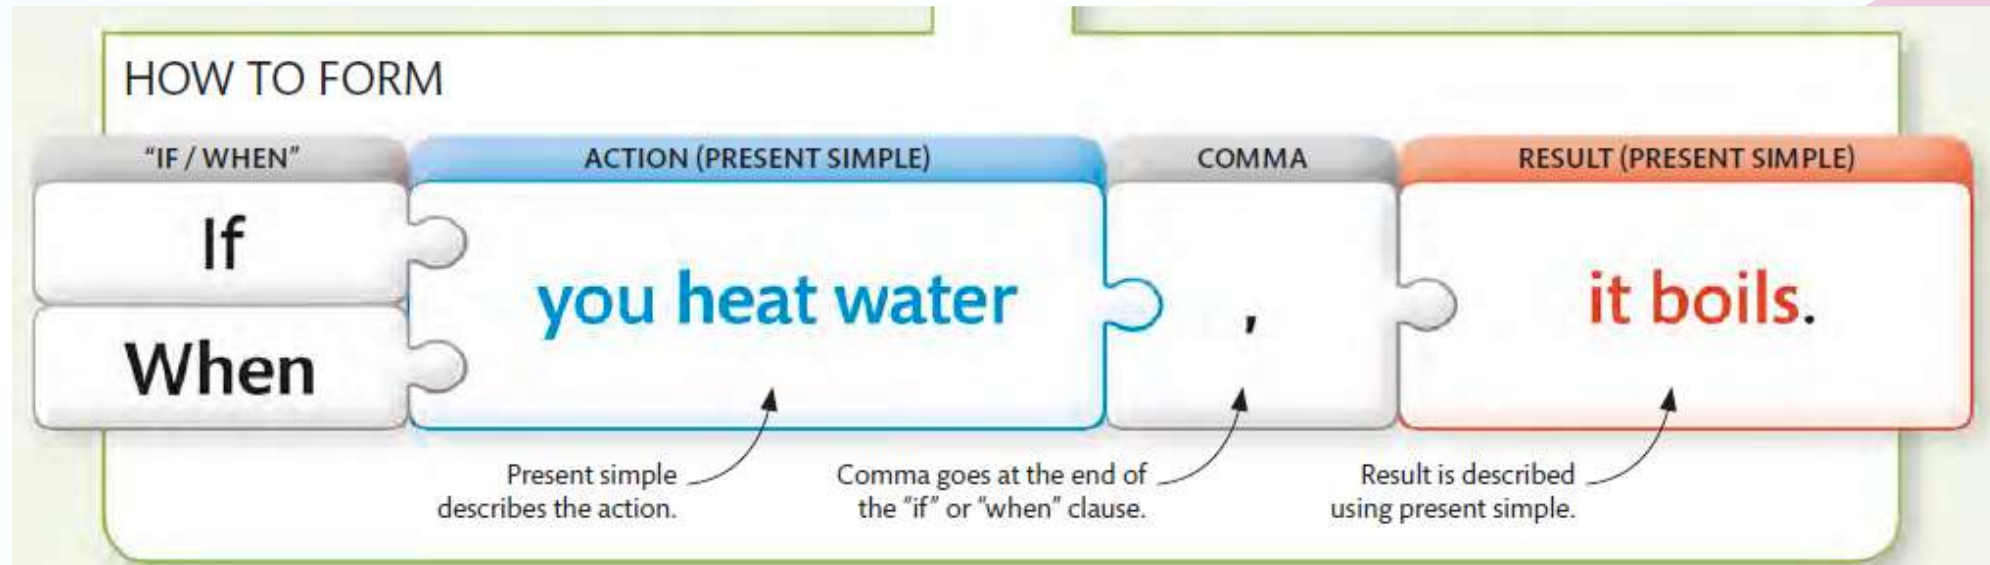 HOW TO FORM
“IF / WHEN”
ACTION (PRESENT SIMPLE)
COMMA
RESULT (PRESENT SIMPLE)
If
When
you heat water
,
it boils.
Present simple
describes the action.
Comma goes at the end of
the “if” or “when” clause.
Result is described
using present simple.